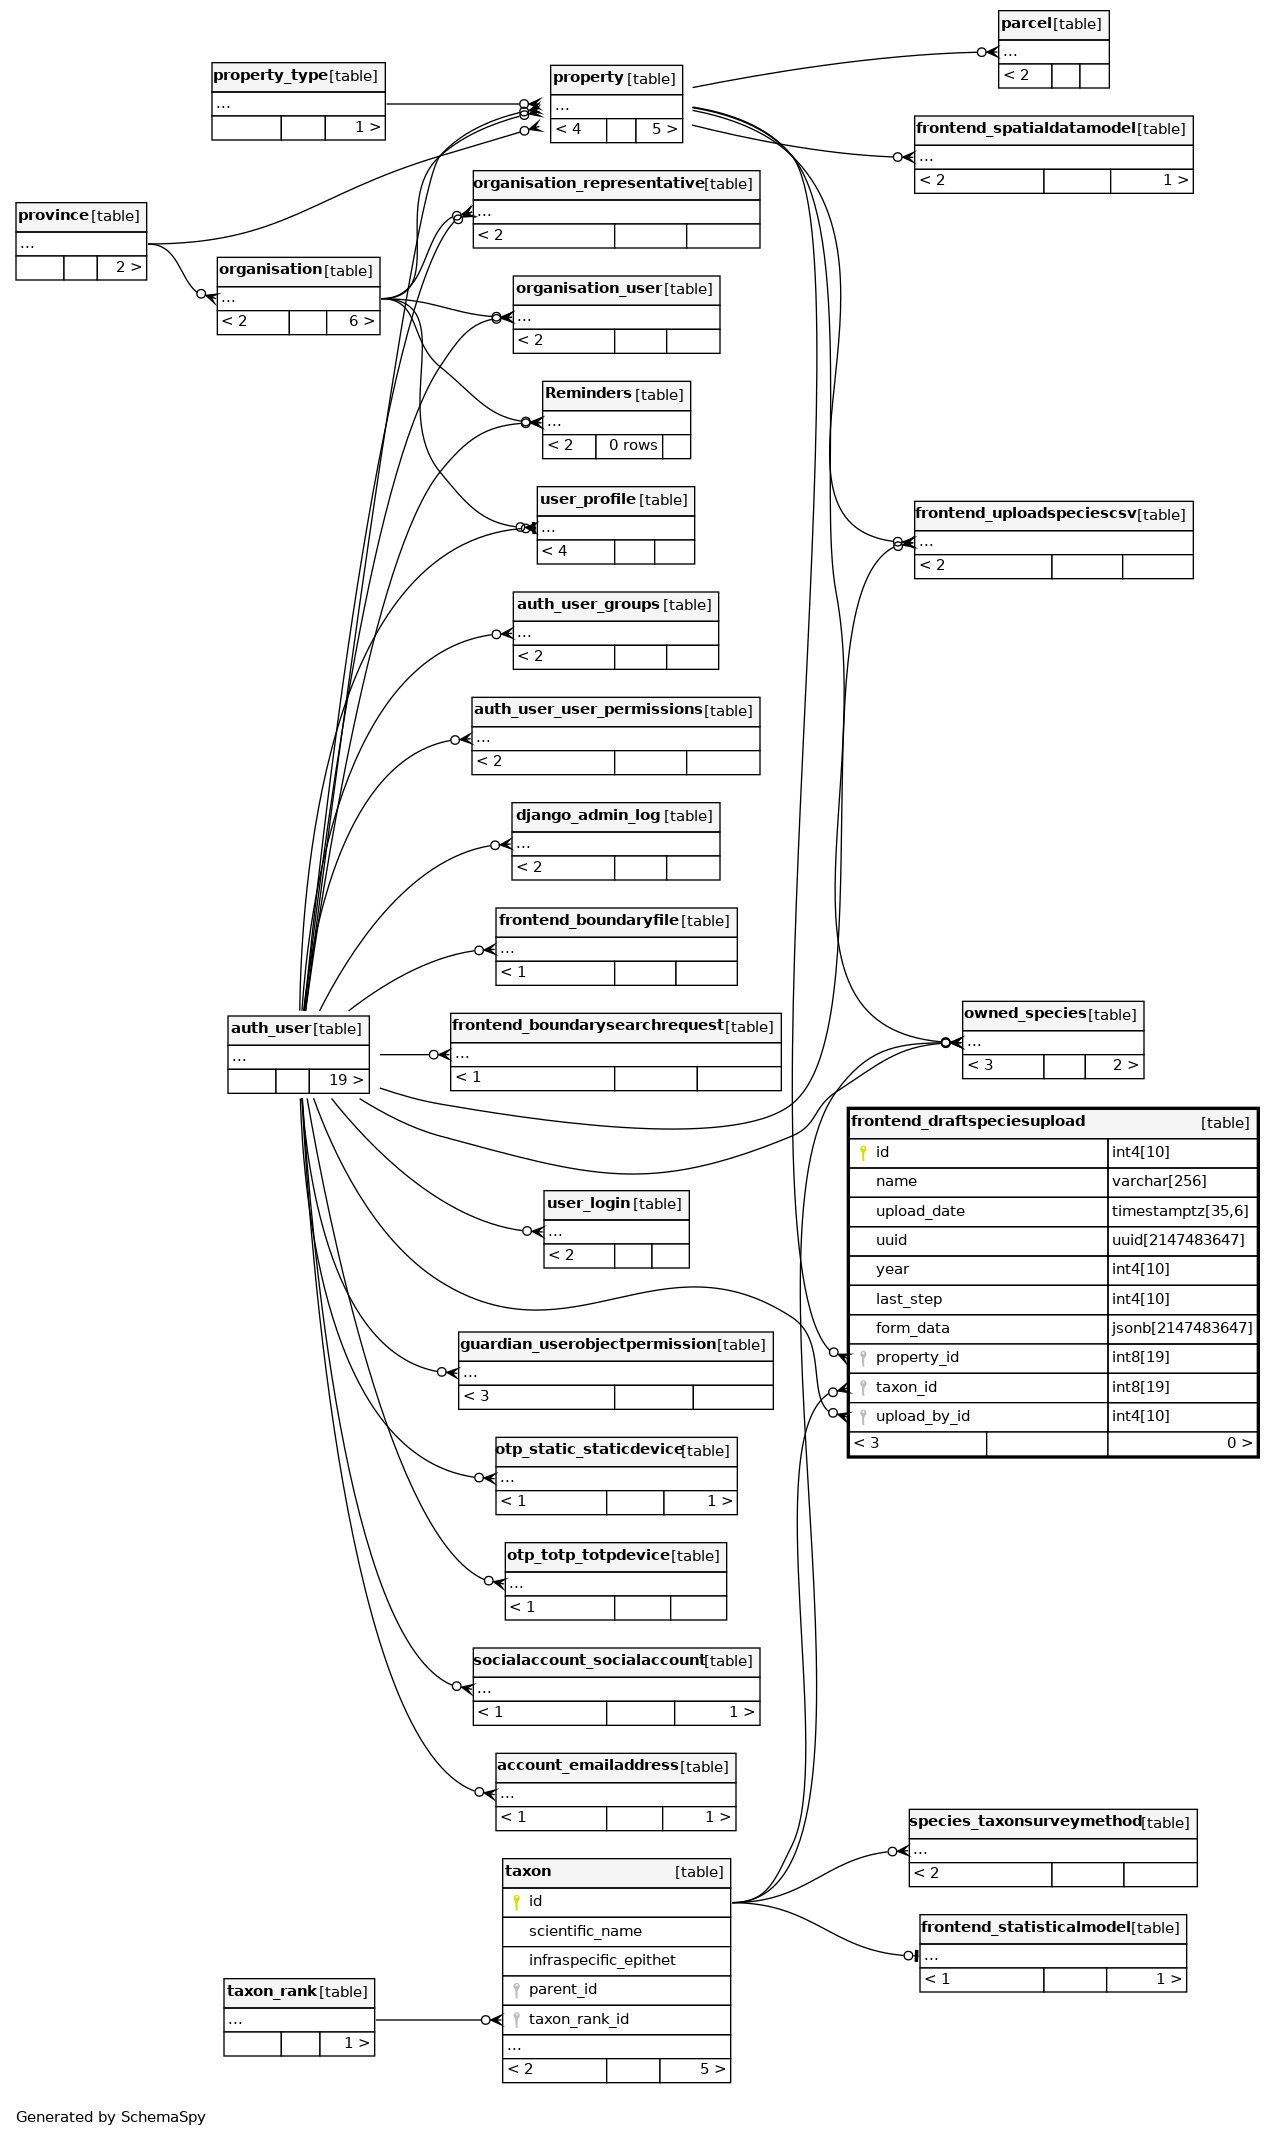 parcel [table]
...
< 2
property_type [table]
...
1 >
property [table]
...
< 4 5 >
frontend_spatialdatamodel [table]
...
< 2 1 >
organisation_representative [table]
...
< 2
province [table]
...
2 >
organisation [table]
...
< 2 6 >
organisation_user [table]
...
< 2
Reminders [table]
...
< 2 0 rows
user_profile [table]
...
< 4
frontend_uploadspeciescsv [table]
...
< 2
auth_user_groups [table]
...
< 2
auth_user_user_permissions [table]
...
< 2
django_admin_log [table]
...
< 2
frontend_boundaryfile [table]
...
< 1
auth_user [table]
...
19 >
frontend_boundarysearchrequest [table]
...
< 1
owned_species [table]
...
< 3 2 >
frontend_draftspeciesupload [table]
id int4[10]
name varchar[256]
upload_date timestamptz[35,6]
uuid uuid[2147483647]
year int4[10]
last_step int4[10]
form_data jsonb[2147483647]
property_id int8[19]
taxon_id int8[19]
upload_by_id int4[10]
< 3 0 >
user_login [table]
...
< 2
guardian_userobjectpermission [table]
...
< 3
otp_static_staticdevice [table]
...
< 1 1 >
otp_totp_totpdevice [table]
...
< 1
socialaccount_socialaccount [table]
...
< 1 1 >
account_emailaddress [table]
...
< 1 1 >
species_taxonsurveymethod [table]
...
< 2
taxon [table]
id
scientific_name
infraspecific_epithet
parent_id
taxon_rank_id
...
< 2 5 >
frontend_statisticalmodel [table]
...
< 1 1 >
taxon_rank [table]
...
1 >
Generated by SchemaSpy